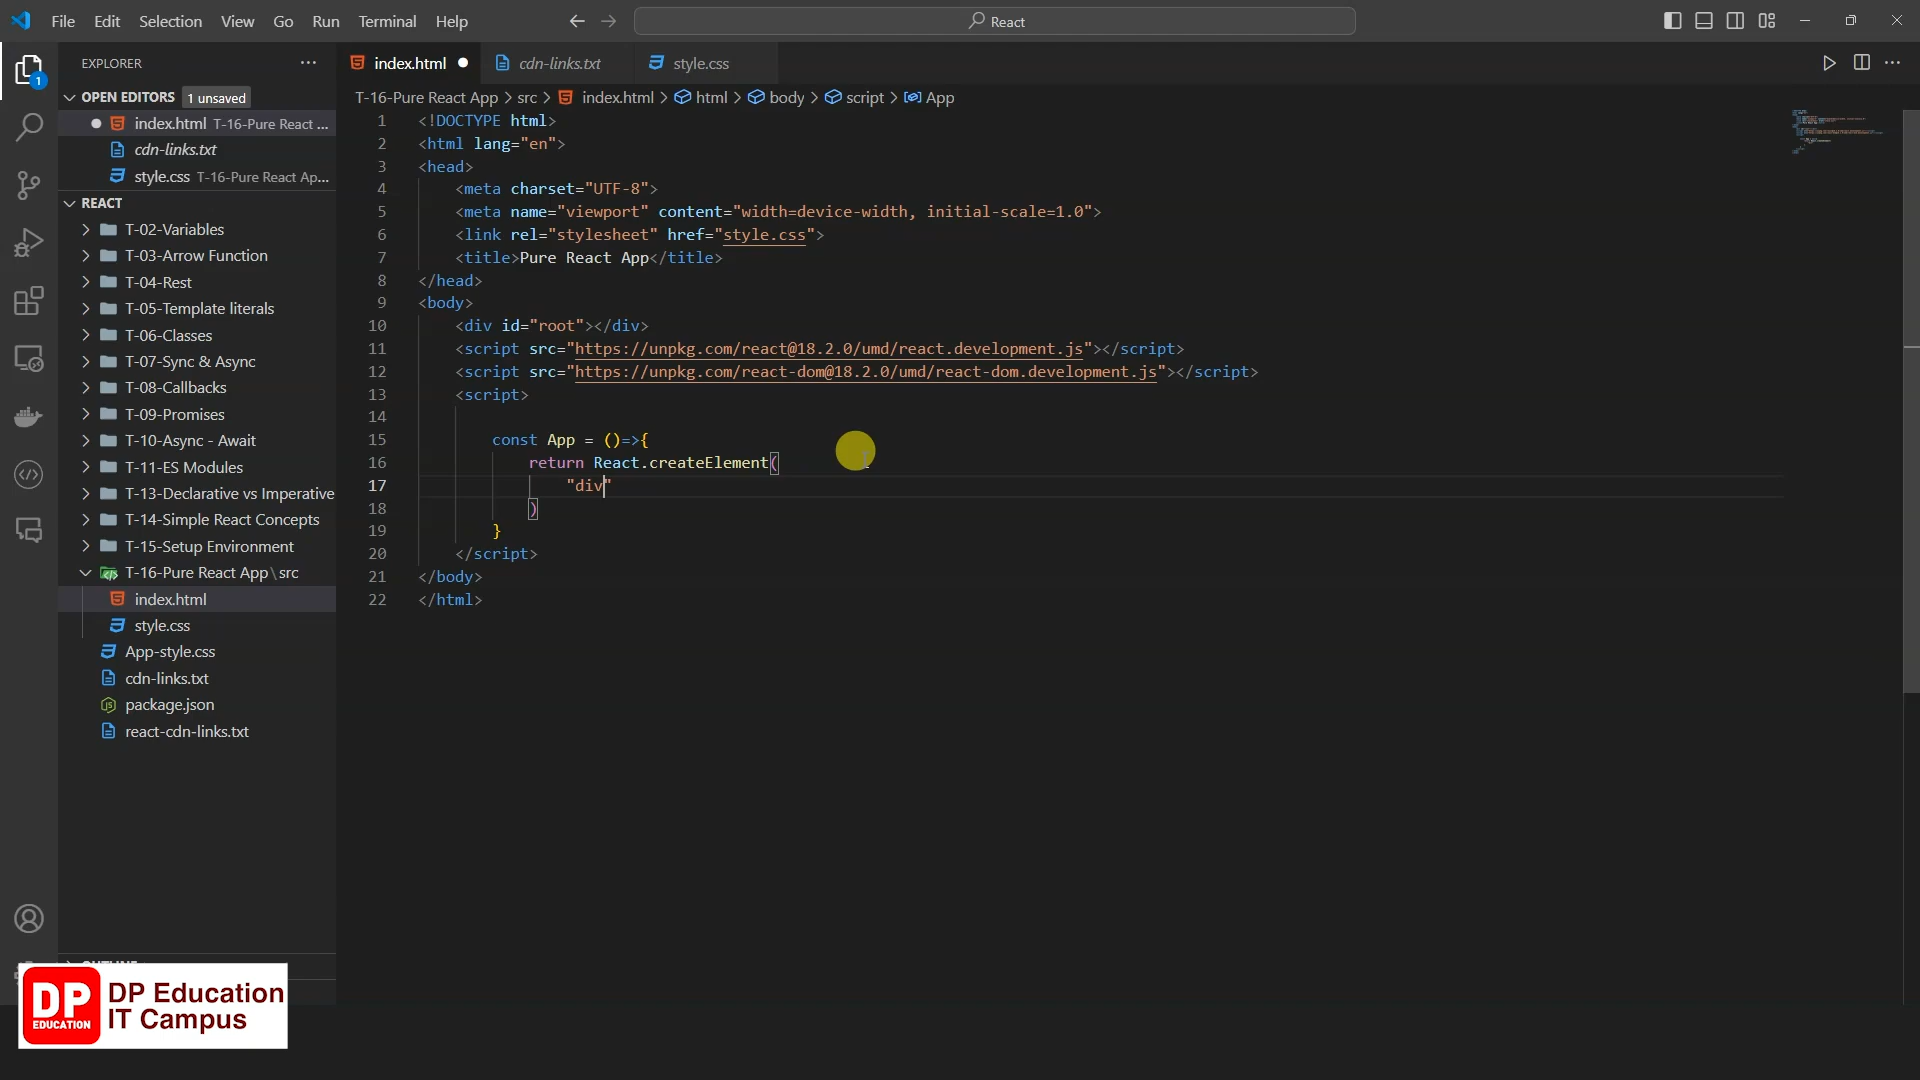 File Edit Selection View Go Run Terminal Help
React
EXPLORER
OPEN EDITORS 1 unsaved
index.html T-16-Pure React ...
cdn-links.txt
style.css T-16-Pure React Ap...
REACT
T-02-Variables
T-03-Arrow Function
T-04-Rest
T-05-Template literals
T-06-Classes
T-07-Sync & Async
T-08-Callbacks
T-09-Promises
T-10-Async - Await
T-11-ES Modules
T-13-Declarative vs Imperative
T-14-Simple React Concepts
T-15-Setup Environment
T-16-Pure React App\src
index.html
style.css
App-style.css
cdn-links.txt
package.json
react-cdn-links.txt
1
index.html cdn-links.txt style.css
T-16-Pure React App > src > index.html > html > body > script > App
1 <!DOCTYPE html>
2 <html lang="en">
3 <head>
4 <meta charset="UTF-8">
5 <meta name="viewport" content="width=device-width, initial-scale=1.0">
6 <link rel="stylesheet" href="style.css">
7 <title>Pure React App</title>
8 </head>
9 <body>
10 <div id="root"></div>
11 <script src="https://unpkg.com/react@18.2.0/umd/react.development.js"></script>
12 <script src="https://unpkg.com/react-dom@18.2.0/umd/react-dom.development.js"></script>
13 <script>
14
15 const App = ()=>{
16 return React.createElement(
17 "div"
18 )
19 }
20 </script>
21 </body>
22 </html>
DP EDUCATION
DP Education
IT Campus